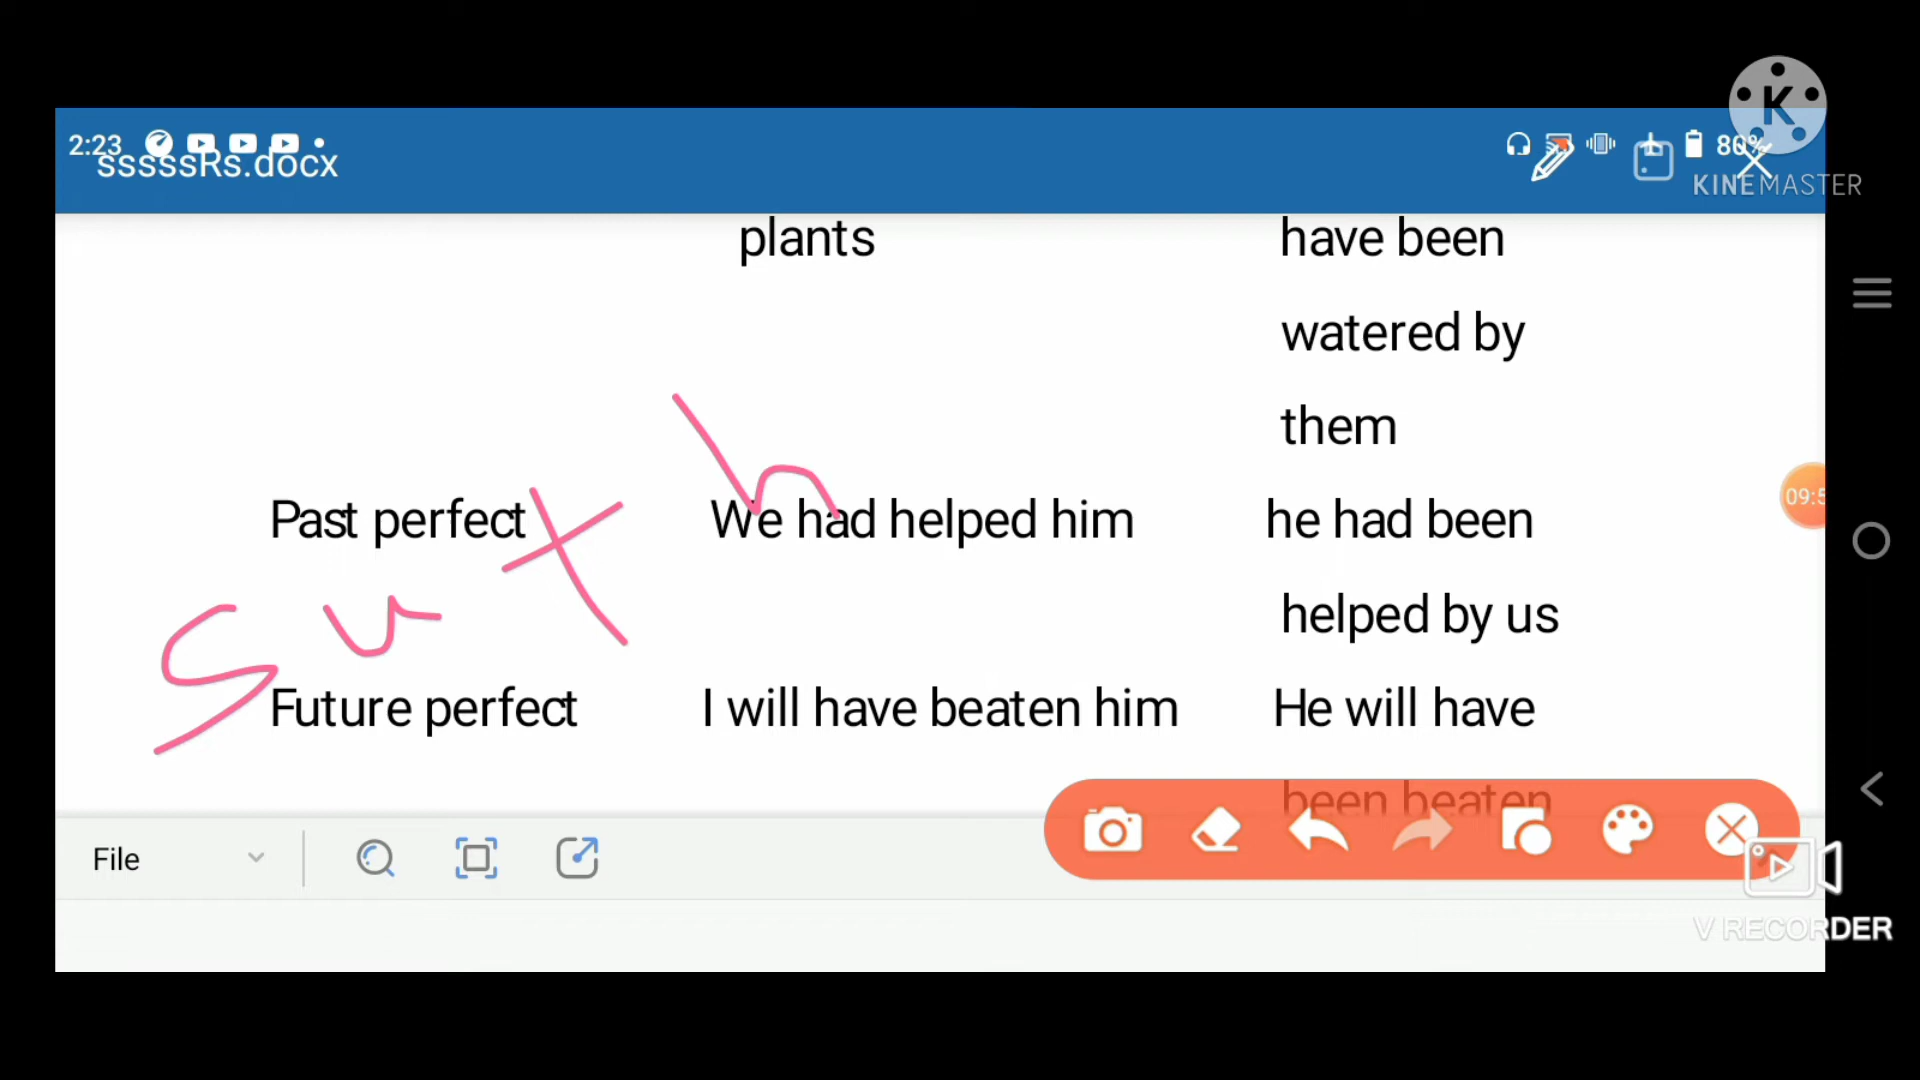 2:23 80%
sssssRs.docx
K
KINEMASTER
plants have been
watered by
them
h
Past perfect We had helped him he had been
helped by us
Future perfect I will have beaten him He will have
been beaten
File
V RECORDER